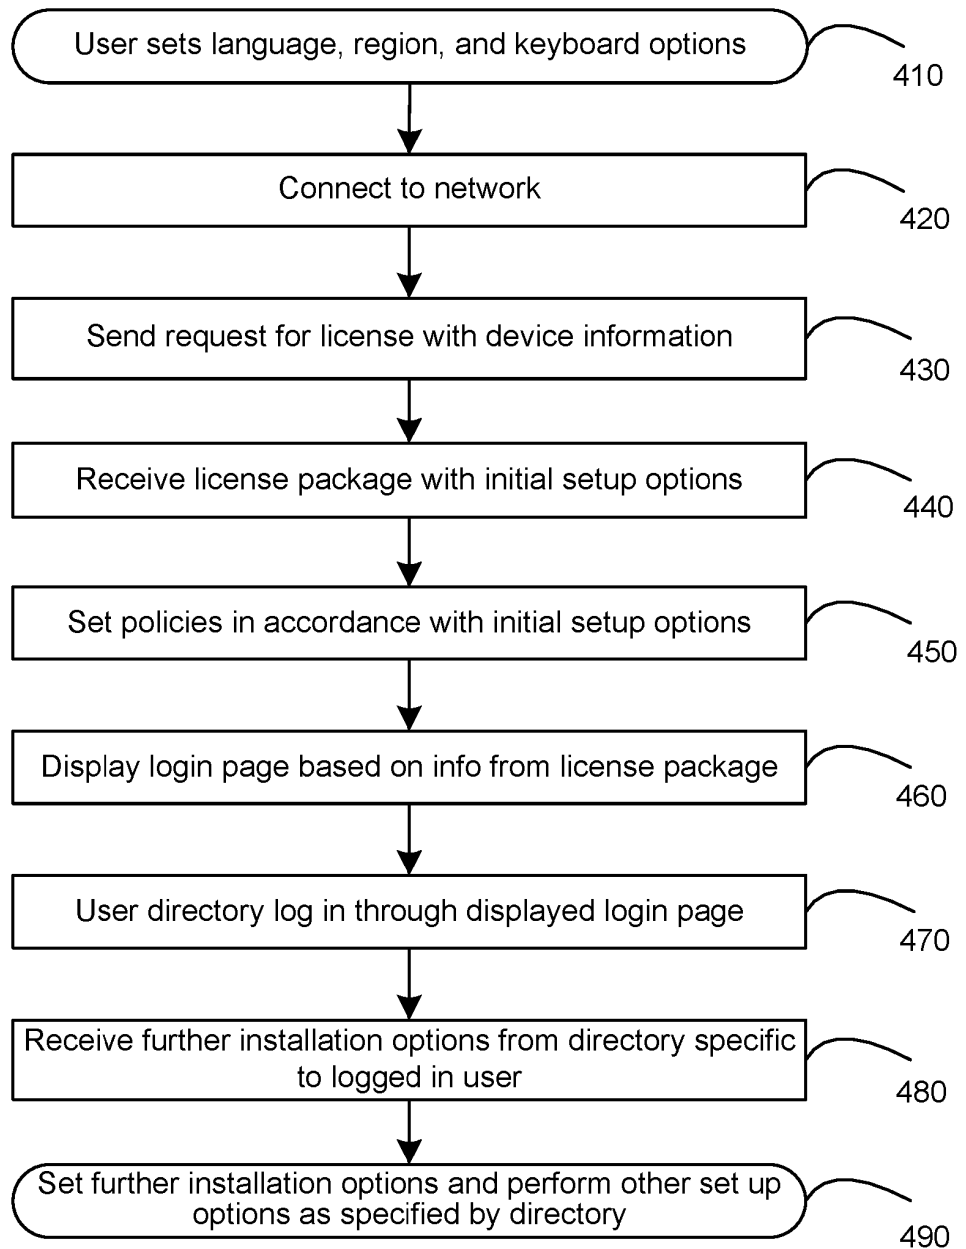 User sets language, region, and keyboard options
410
Connect to network
420
Send request for license with device information
430
Receive license package with initial setup options
440
Set policies in accordance with initial setup options
450
Display login page based on info from license package
460
User directory log in through displayed login page
470
Receive further installation options from directory specific
to logged in user
480
Set further installation options and perform other set up
options as specified by directory
490